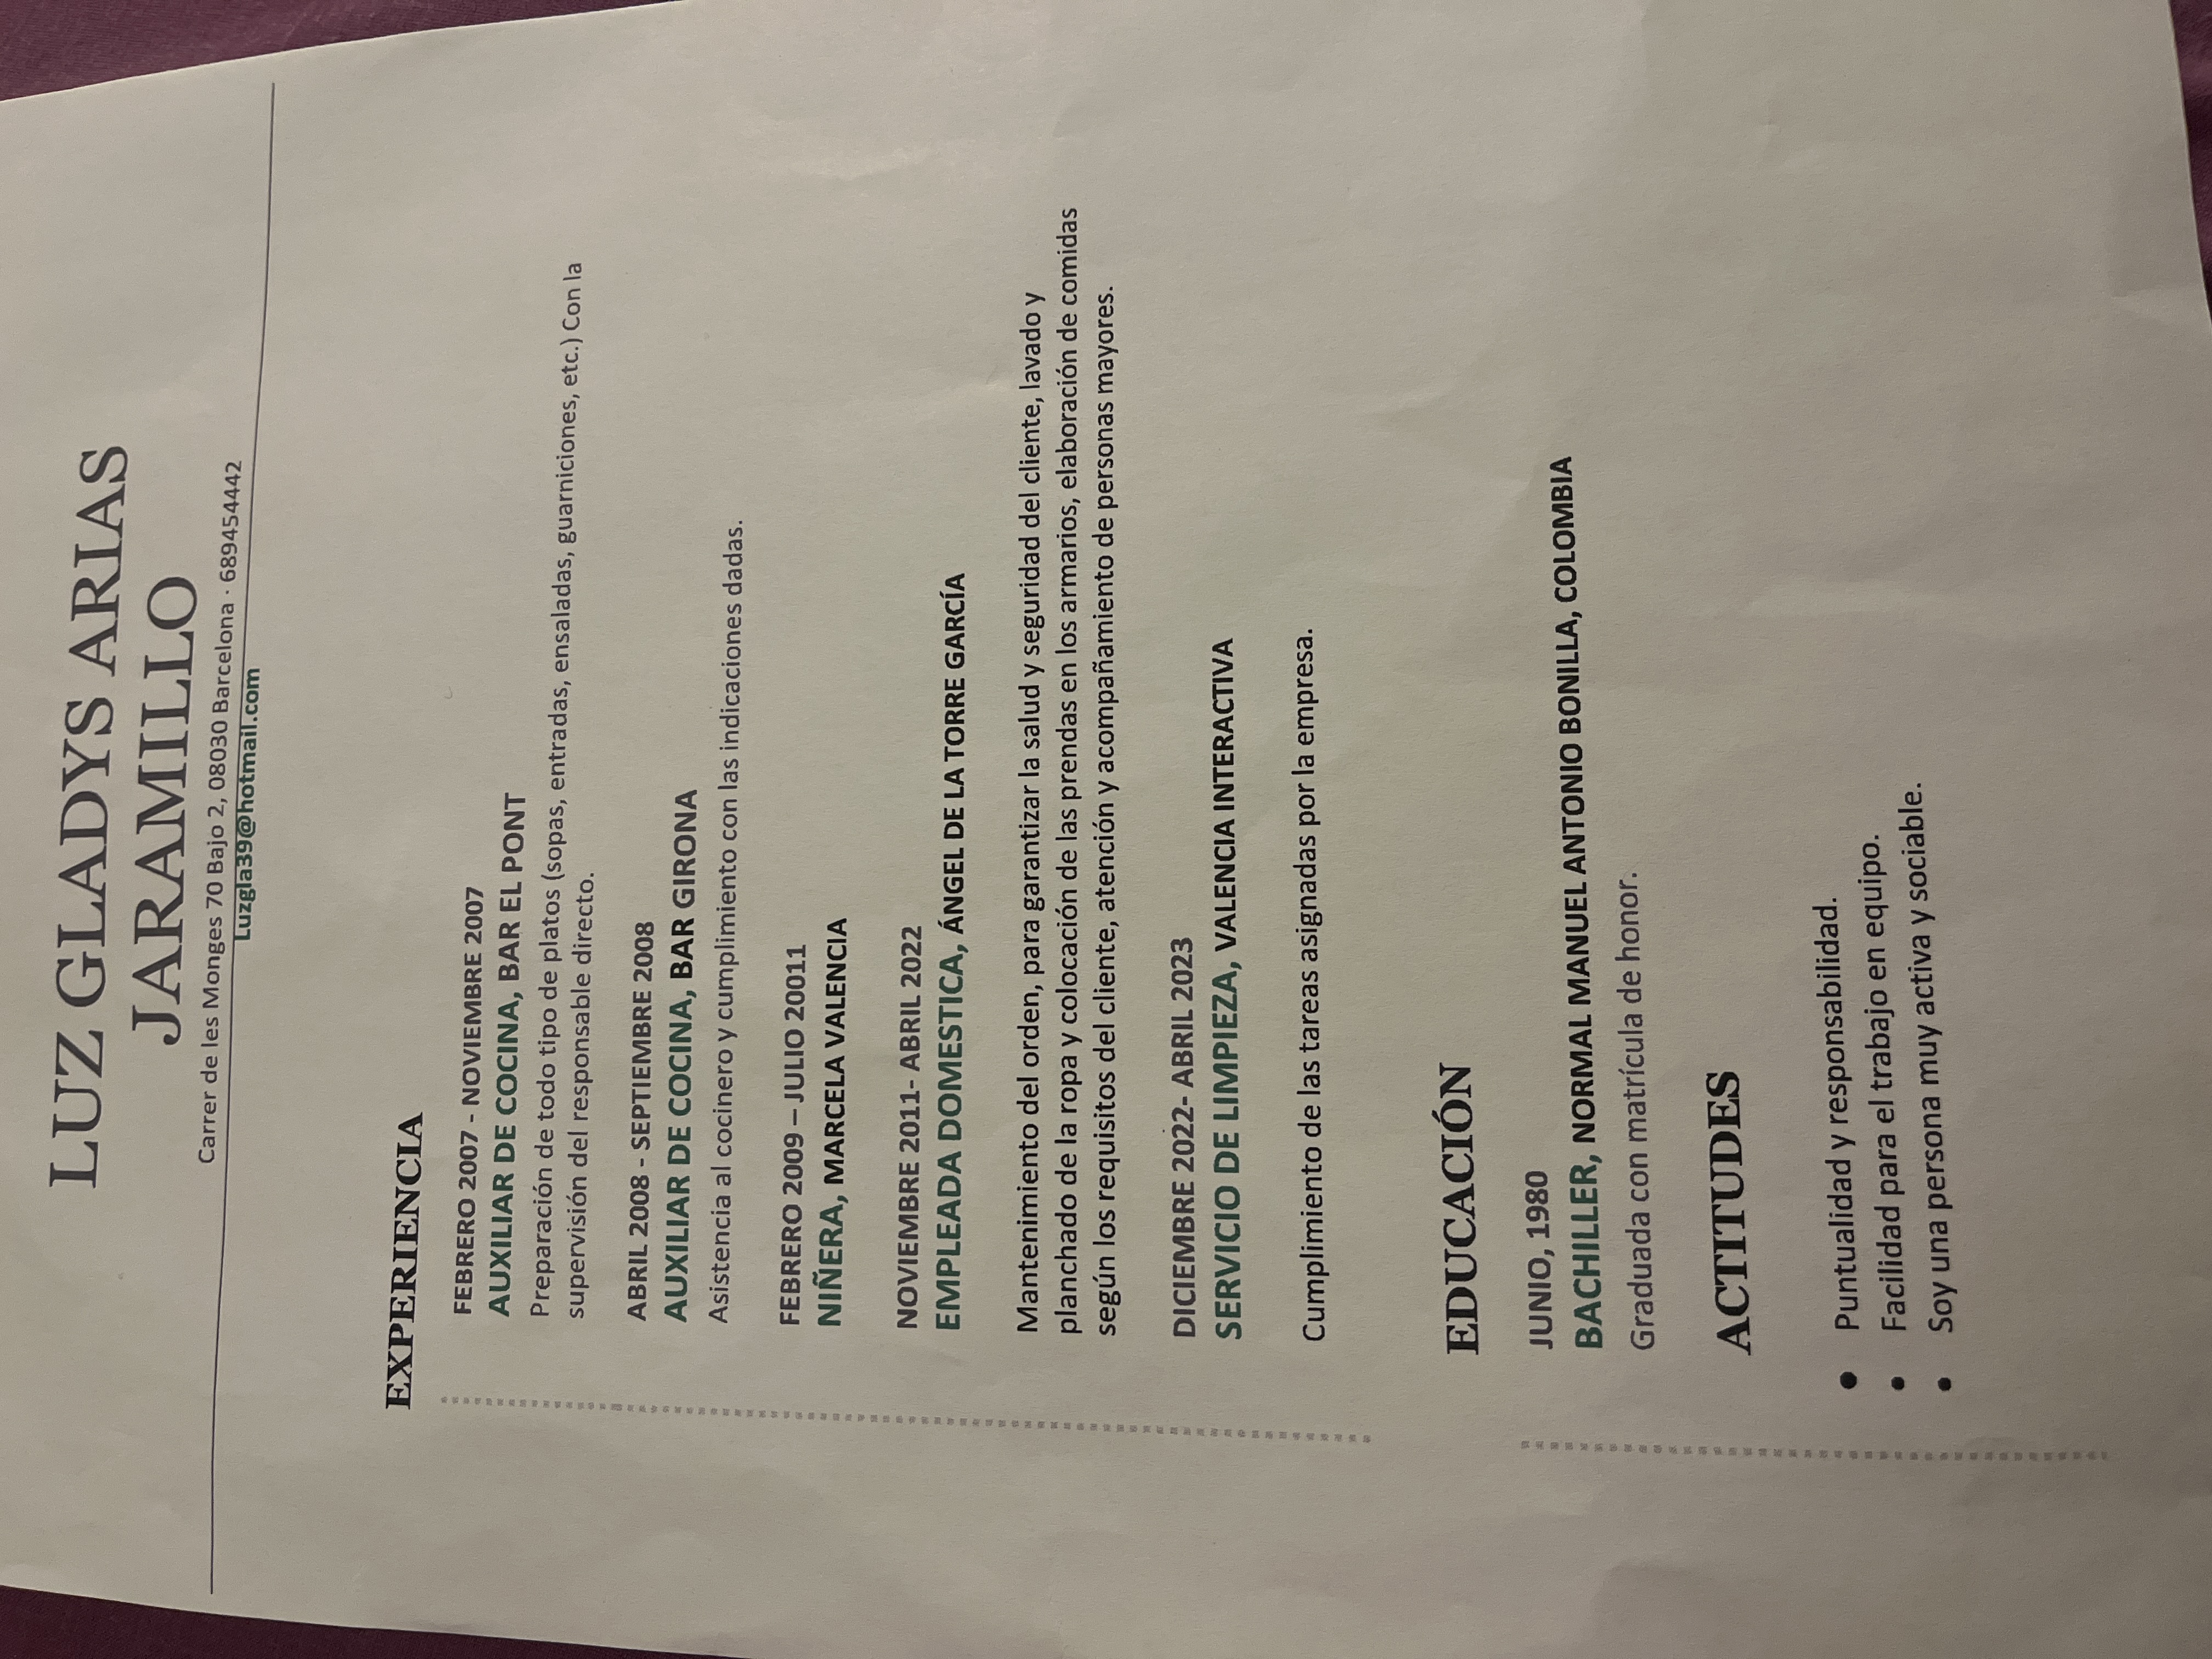 LUZ GLADYS ARIAS
JARAMILLO
Carrer de les Monges 70 Bajo 2, 08030 Barcelona · 689454442
Luzgla39@hotmail.com
EXPERIENCIA
FEBRERO 2007 - NOVIEMBRE 2007
AUXILIAR DE COCINA, BAR EL PONT
Preparación de todo tipo de platos (sopas, entradas, ensaladas, guarniciones, etc.) Con la
supervisión del responsable directo.
ABRIL 2008 - SEPTIEMBRE 2008
AUXILIAR DE COCINA, BAR GIRONA
Asistencia al cocinero y cumplimiento con las indicaciones dadas.
FEBRERO 2009 – JULIO 20011
NIÑERA, MARCELA VALENCIA
NOVIEMBRE 2011- ABRIL 2022
EMPLEADA DOMESTICA, ÁNGEL DE LA TORRE GARCÍA
Mantenimiento del orden, para garantizar la salud y seguridad del cliente, lavado y
planchado de la ropa y colocación de las prendas en los armarios, elaboración de comidas
según los requisitos del cliente, atención y acompañamiento de personas mayores.
DICIEMBRE 2022- ABRIL 2023
SERVICIO DE LIMPIEZA, VALENCIA INTERACTIVA
Cumplimiento de las tareas asignadas por la empresa.
EDUCACIÓN
JUNIO, 1980
BACHILLER, NORMAL MANUEL ANTONIO BONILLA, COLOMBIA
Graduada con matrícula de honor.
ACTITUDES
• Puntualidad y responsabilidad.
• Facilidad para el trabajo en equipo.
• Soy una persona muy activa y sociable.